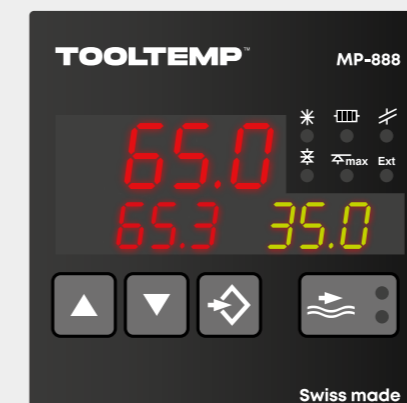 TOOLTEMP™
MP-888
65.0
max Ext
65.3 35.0
Swiss made